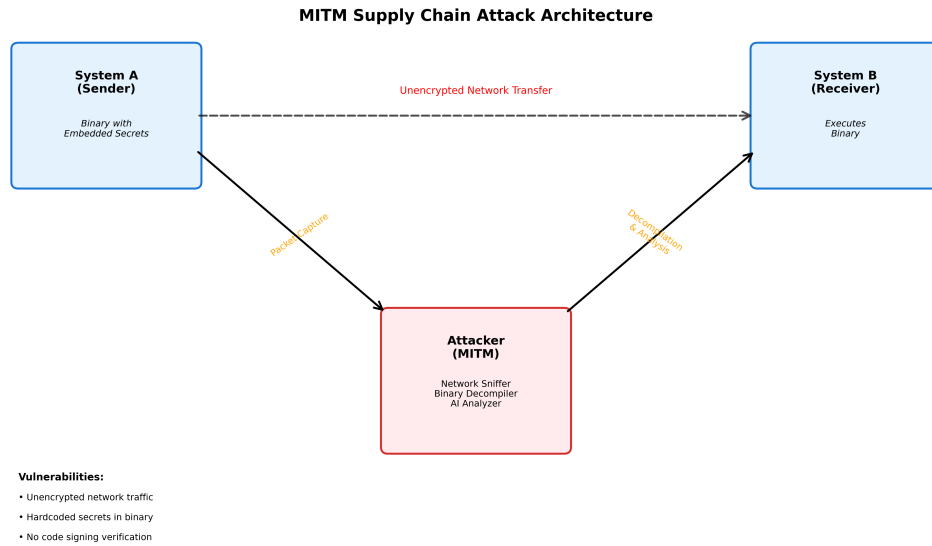 MITM Supply Chain Attack Architecture
System A
(Sender)
Binary with
Embedded Secrets
Unencrypted Network Transfer
System B
(Receiver)
Executes
Binary
Packet Capture
Decompilation
& Analysis
Attacker
(MITM)
Network Sniffer
Binary Decompiler
AI Analyzer
Vulnerabilities:
• Unencrypted network traffic
• Hardcoded secrets in binary
• No code signing verification